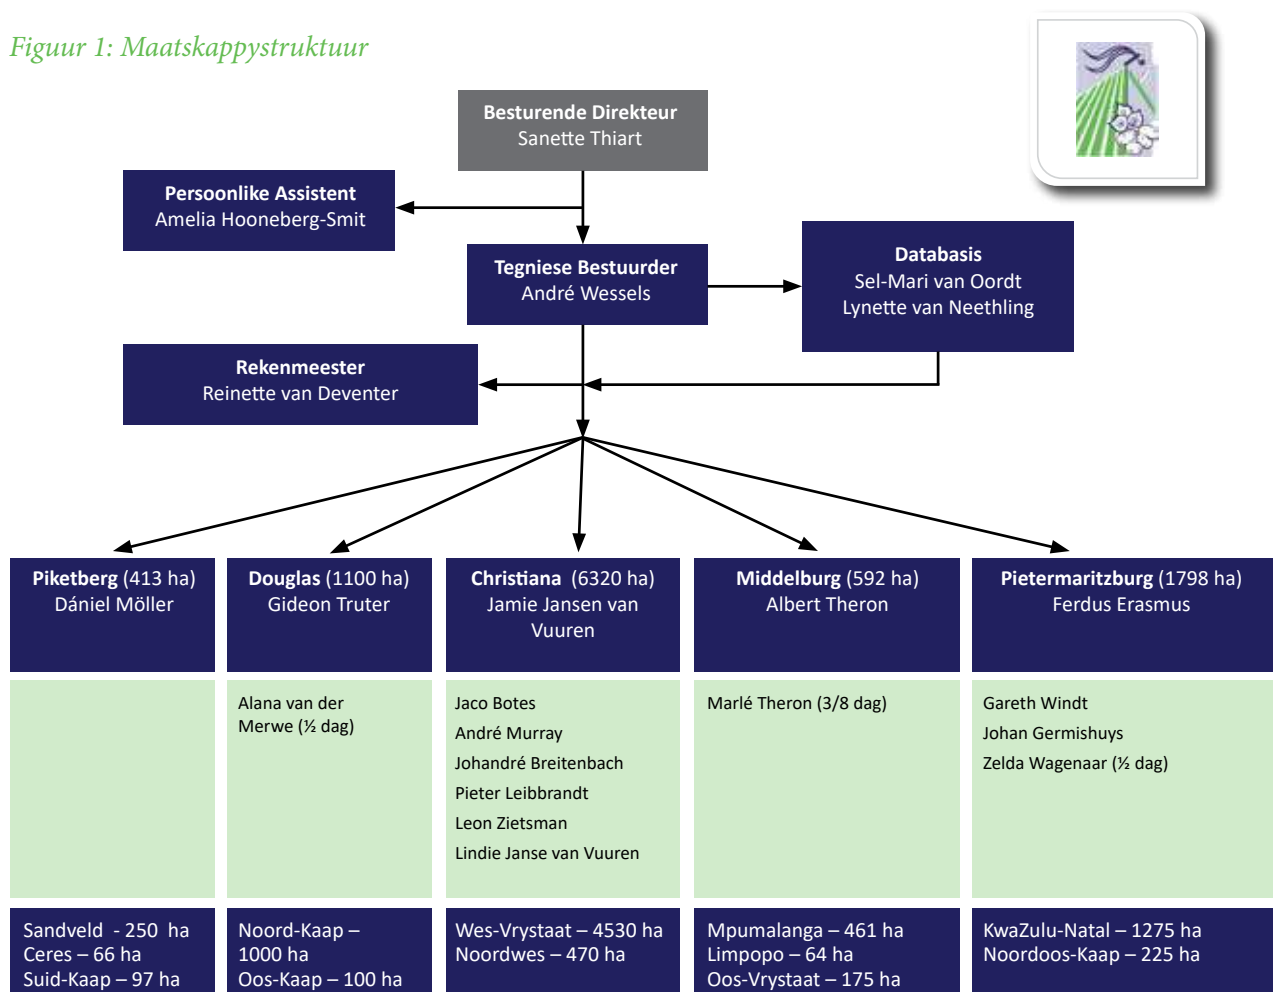 Figuur 1: Maatskappystruktuur
Besturende Direkteur
Sanette Thiart
Persoonlike Assistent
Amelia Hooneberg-Smit
Tegniese Bestuurder
André Wessels
Databasis
Sel-Mari van Oordt
Lynette van Neethling
Rekenmeester
Reinette van Deventer
Piketberg (413 ha)
Dániel Möller
Douglas (1100 ha)
Gideon Truter
Christiana (6320 ha)
Jamie Jansen van
Vuuren
Middelburg (592 ha)
Albert Theron
Pietermaritzburg (1798 ha)
Ferdus Erasmus
Alana van der
Merwe (½ dag)
Jaco Botes
André Murray
Johandré Breitenbach
Pieter Leibbrandt
Leon Zietsman
Lindie Janse van Vuuren
Marlé Theron (3/8 dag)
Gareth Windt
Johan Germishuys
Zelda Wagenaar (½ dag)
Sandveld - 250 ha
Ceres – 66 ha
Suid-Kaap – 97 ha
Noord-Kaap –
1000 ha
Oos-Kaap – 100 ha
Wes-Vrystaat – 4530 ha
Noordwes – 470 ha
Mpumalanga – 461 ha
Limpopo – 64 ha
Oos-Vrystaat – 175 ha
KwaZulu-Natal – 1275 ha
Noordoos-Kaap – 225 ha